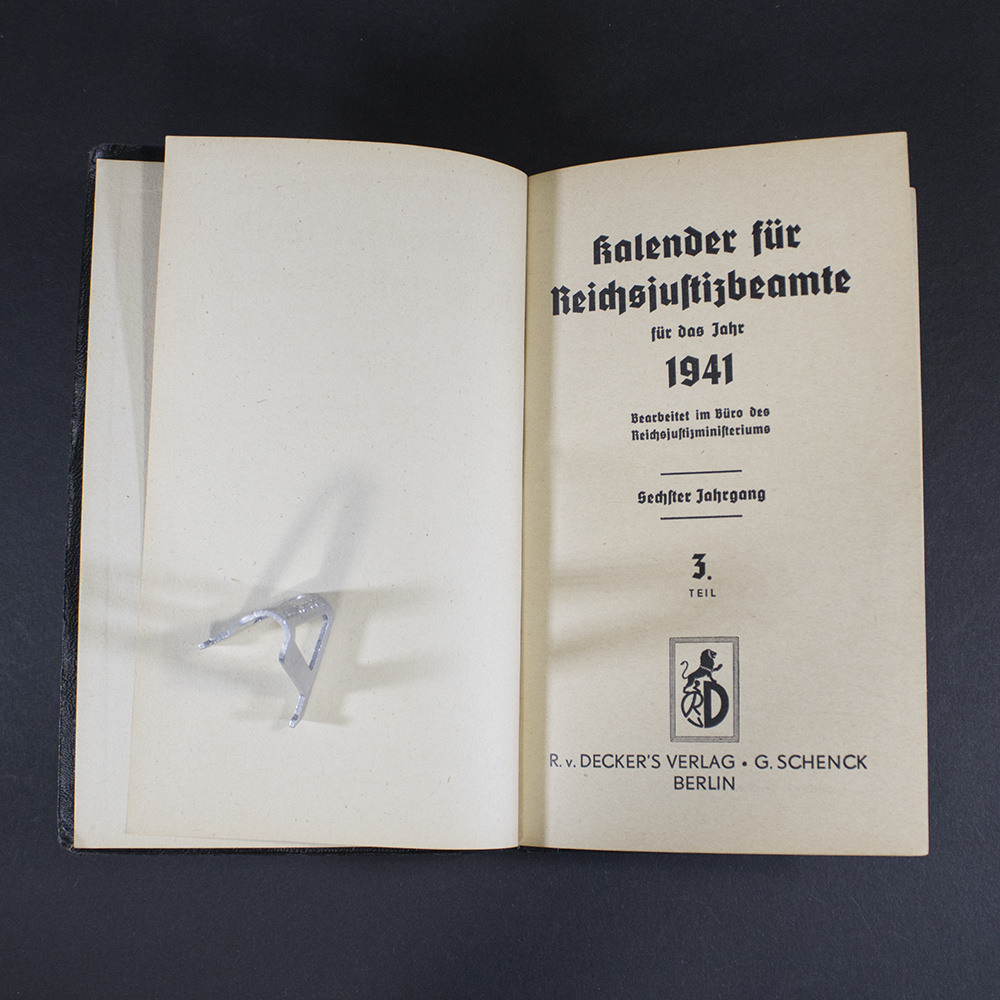 Kalender für
Reichsjustizbeamte
für das Jahr
1941
Bearbeitet im Büro des
Reichsjustizministeriums
Sechster Jahrgang
3.
TEIL
R.v.D
R. v. DECKER'S VERLAG • G. SCHENCK
BERLIN